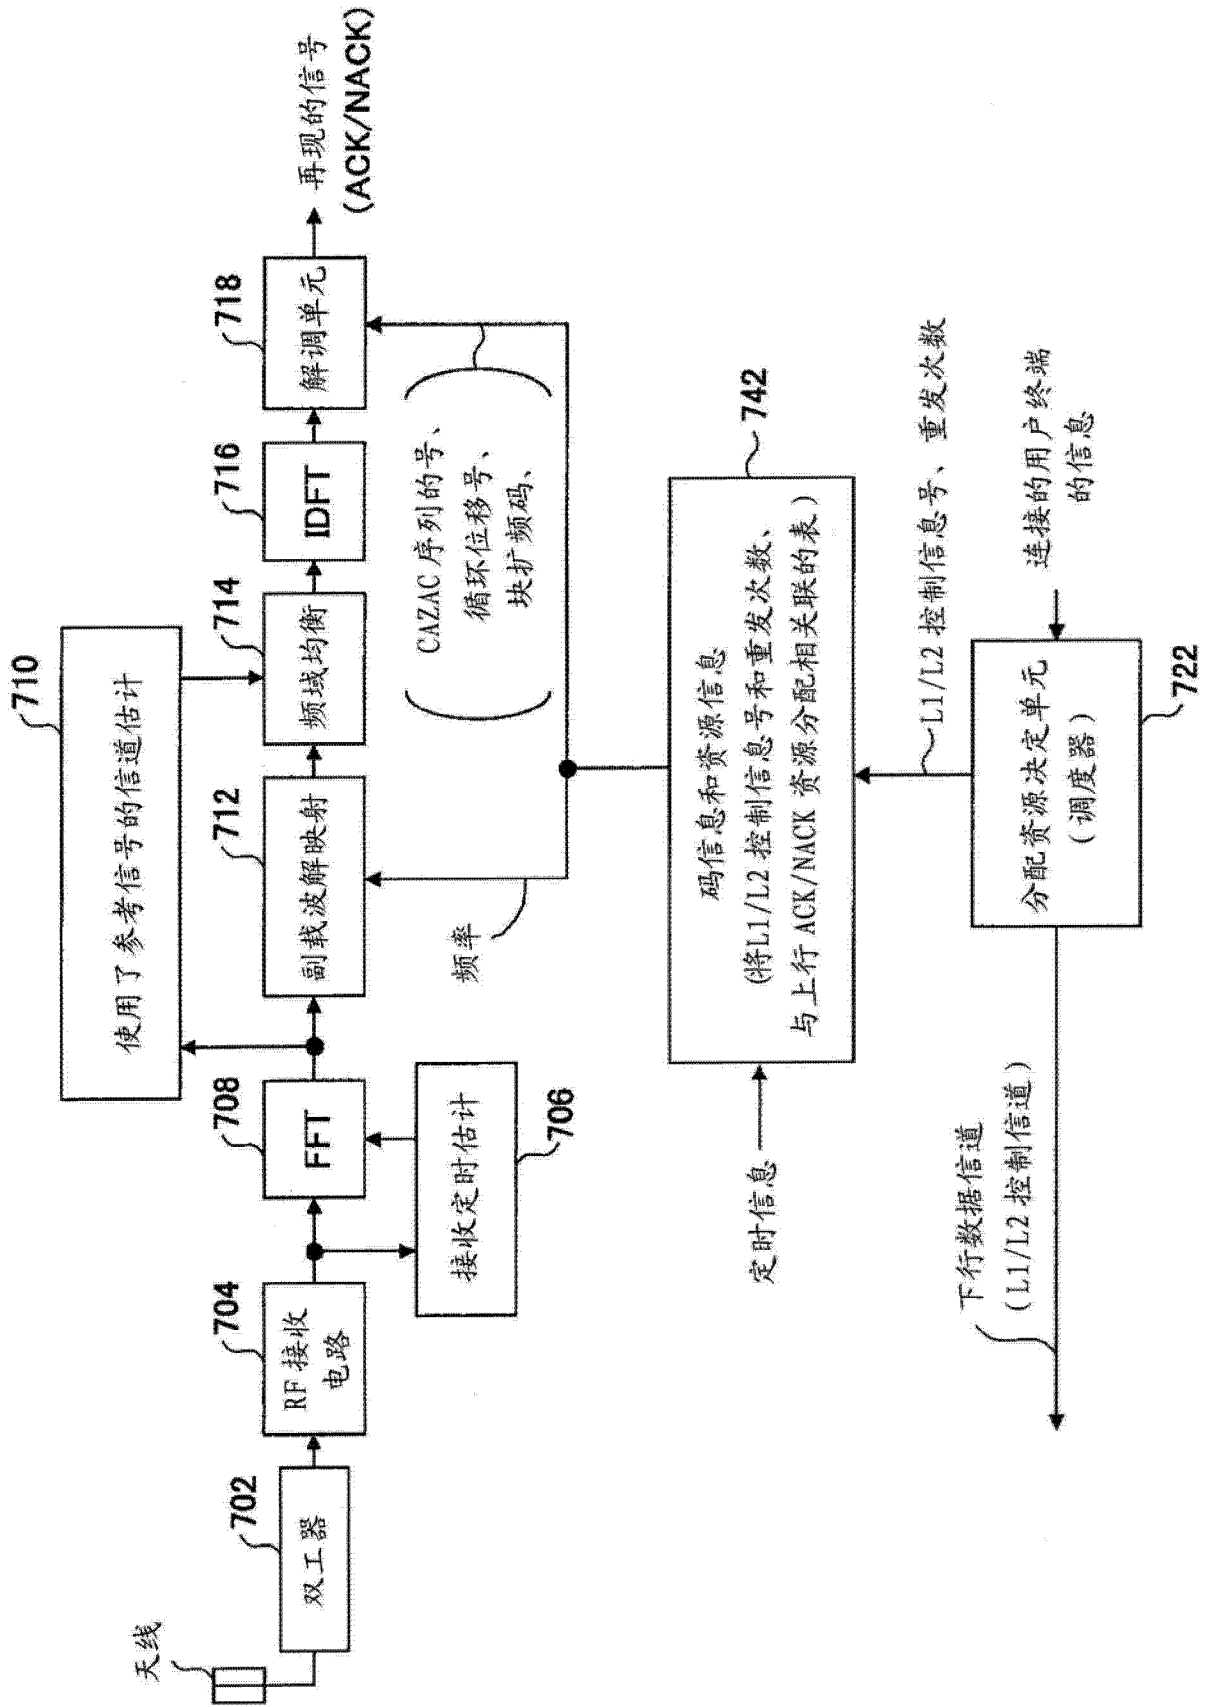 710
使用了参考信号的信道估计
天线
702
双工器
704
RF接收
电路
708
FFT
712
副载波解映射
714
频域均衡
716
IDFT
718
解调单元
再现的信号
(ACK/NACK)
接收定时估计
706
频率
CAZAC序列的号、
循环位移号、
块扩频码、
定时信息
码信息和资源信息
(将L1/L2控制信号和重发次数、
与上行ACK/NACK资源分配相关联的表)
742
L1/L2控制信息号、重发次数
下行数据信道
(L1/L2控制信道)
分配资源决定单元
(调度器)
722
连接的用户终端
的信息